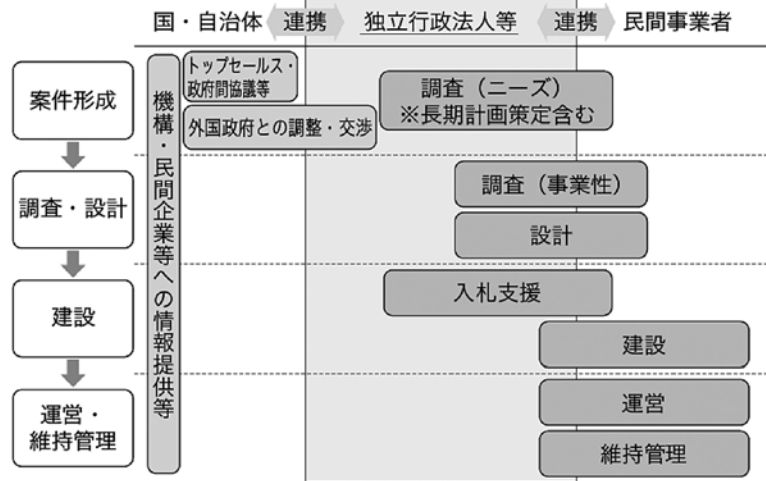 国・自治体
連携
独立行政法人等
連携
民間事業者
案件形成
調査・設計
建設
運営・
維持管理
機構・民間企業等への情報提供等
トップセールス・
政府間協議等
外国政府との調整・交渉
調査（ニーズ）
※長期計画策定含む
調査（事業性）
設計
入札支援
建設
運営
維持管理